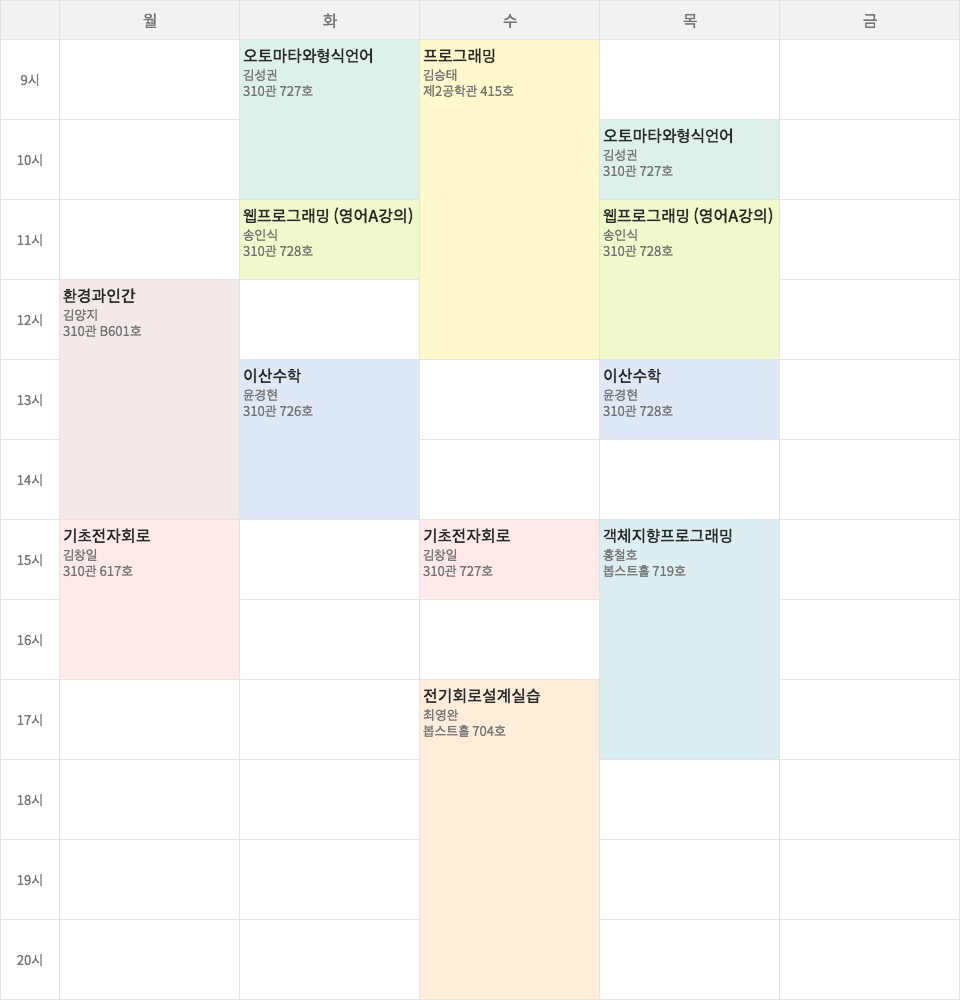 월 화 수 목 금
9시
오토마타와형식언어
김성권
310관 727호
프로그래밍
김승태
제2공학관 415호
10시
오토마타와형식언어
김성권
310관 727호
11시
웹프로그래밍 (영어A강의)
송인식
310관 728호
웹프로그래밍 (영어A강의)
송인식
310관 728호
12시
환경과인간
김양지
310관 B601호
13시
이산수학
윤경현
310관 726호
이산수학
윤경현
310관 728호
14시
15시
기초전자회로
김창일
310관 617호
기초전자회로
김창일
310관 727호
객체지향프로그래밍
홍철호
봅스트홀 719호
16시
17시
전기회로설계실습
최영완
봅스트홀 704호
18시
19시
20시